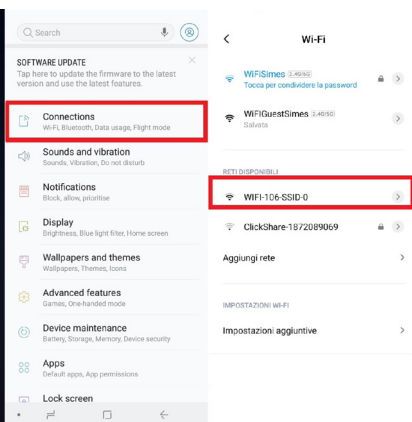 Search
SOFTWARE UPDATE
Tap here to update the firmware to the latest
version and use the latest features.
Connections
Wi-Fi, Bluetooth, Data usage, Flight mode
Sounds and vibration
Sounds, Vibration, Do not disturb
Notifications
Block, allow, prioritise
Display
Brightness, Blue light filter, Home screen
Wallpapers and themes
Wallpapers, Themes, Icons
Advanced features
Games, One-handed mode
Device maintenance
Battery, Storage, Memory, Device security
Apps
Default apps, App permissions
Lock screen
Wi-Fi
WiFiSimes 2.4G/5G
Tocca per condividere la password
WiFIGuestSimes 2.4G/5G
Salvata
RETI DISPONIBILI
WIFI-106-SSID-0
ClickShare-1872089069
Aggiungi rete
IMPOSTAZIONI WI-FI
Impostazioni aggiuntive